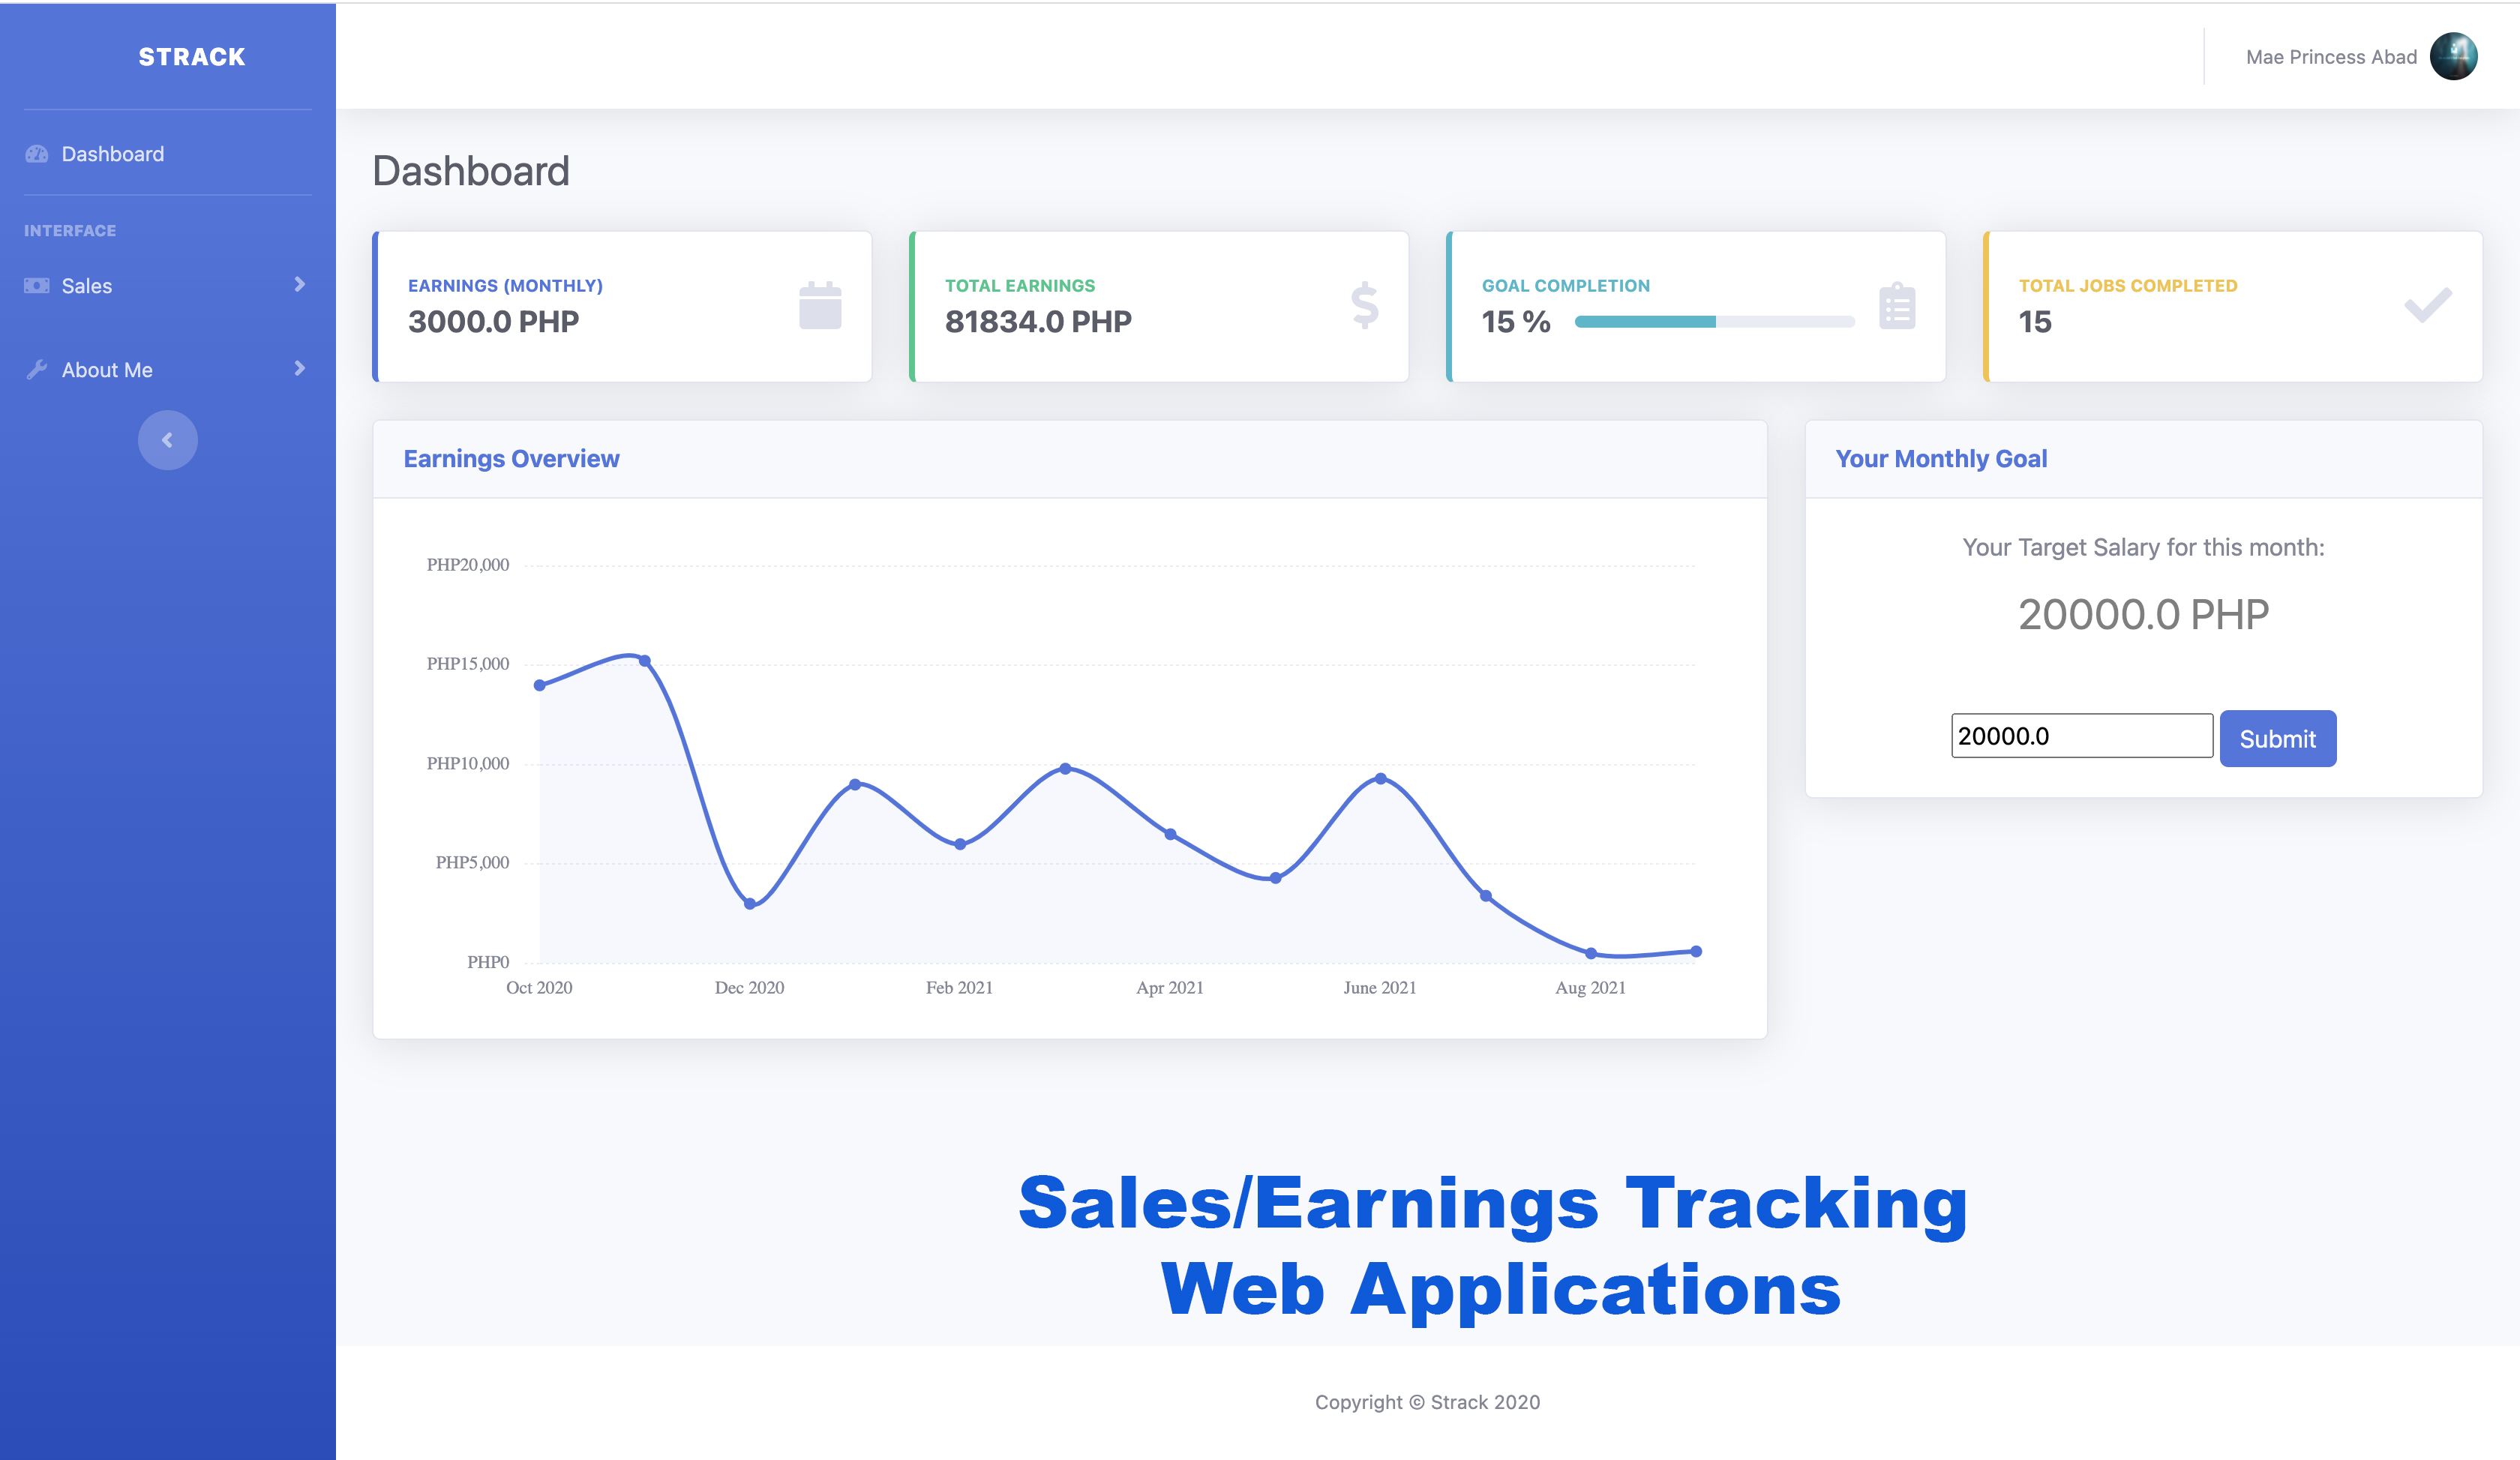 STRACK
Mae Princess Abad
Dashboard
INTERFACE
Sales
About Me
Dashboard
EARNINGS (MONTHLY)
3000.0 PHP
TOTAL EARNINGS
81834.0 PHP
GOAL COMPLETION
15 %
TOTAL JOBS COMPLETED
15
Earnings Overview
PHP20,000
PHP15,000
PHP10,000
PHP5,000
PHP0
Oct 2020
Dec 2020
Feb 2021
Apr 2021
June 2021
Aug 2021
Your Monthly Goal
Your Target Salary for this month:
20000.0 PHP
20000.0
Submit
Sales/Earnings Tracking
Web Applications
Copyright © Strack 2020